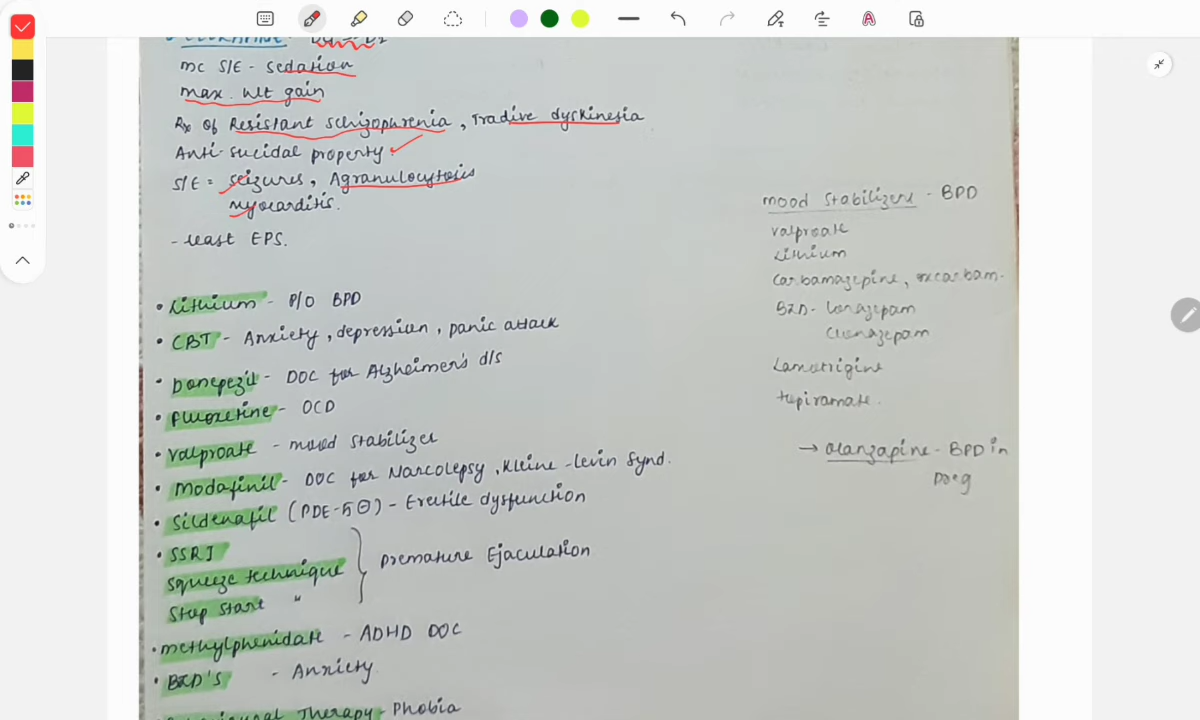 mc S/E - Sedation
max. Wt gain
Rx of Resistant schizophrenia, Tradive dyskinesia
Anti-sucidal property
S/E = seizures, Agranulocytosis
myocarditis.
- least EPS.
• Lithium - P/O BPD
• CBT - Anxiety, depression, panic attack
• Donepezil - DOC for Alzheimer's d/s
• Fluoxetine - OCD
• Valproate - mood stabilizer
• Modafinil - DOC for Narcolepsy, Kleine-Levin Synd.
• Sildenafil (PDE-5 ⊖) - Erectile dysfunction
• SSRI
Squeeze technique } Premature Ejaculation
Stop Start "
• methylphenidate - ADHD DOC
• BZD'S - Anxiety
Therapy - Phobia
mood stabilizers - BPD
valproate
Lithium
Carbamazepine, oxcarbam.
BZD - Lorazepam
Clonazepam
Lamotrigine
topiramate.
→ olanzapine - BPD in
Preg